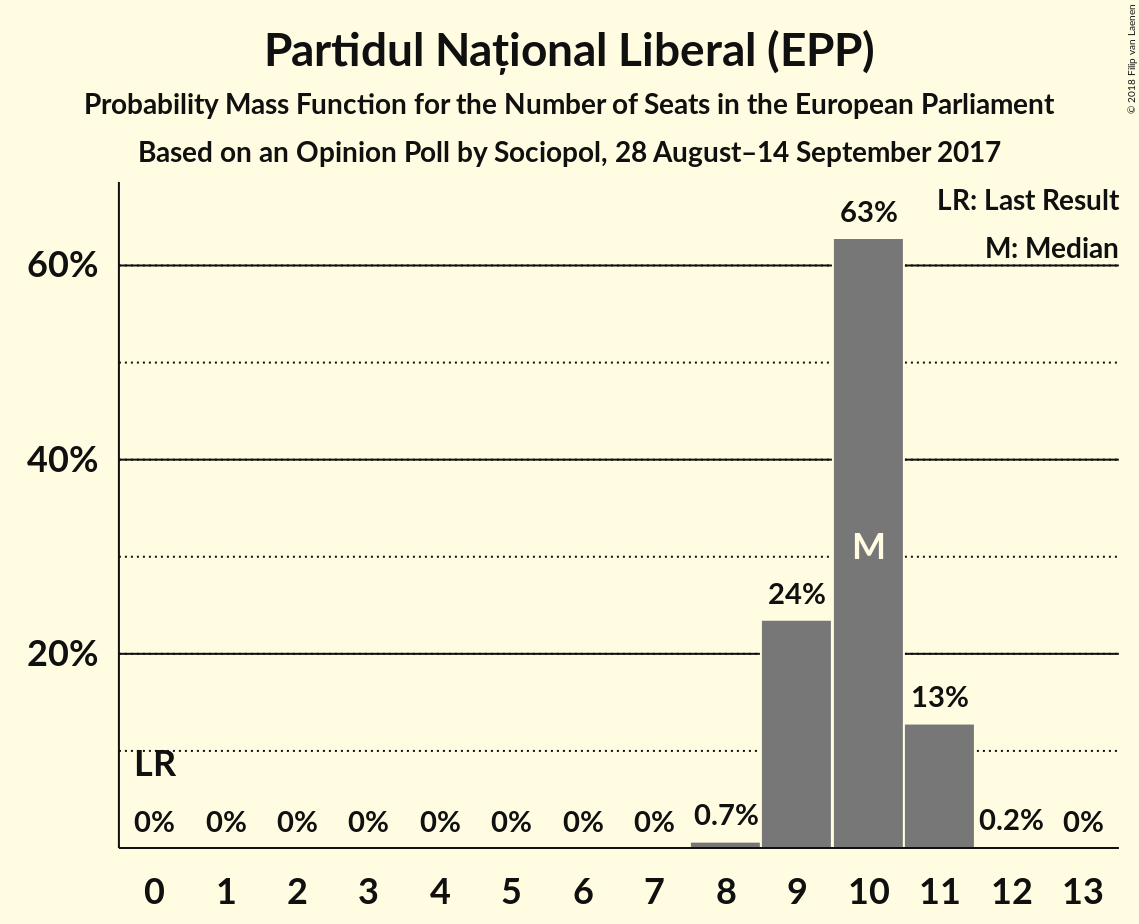 Partidul Național Liberal (EPP)
Probability Mass Function for the Number of Seats in the European Parliament
Based on an Opinion Poll by Sociopol, 28 August–14 September 2017
© 2018 Filip van Laenen
LR: Last Result
M: Median
60%
40%
20%
LR
0% 0% 0% 0% 0% 0% 0% 0% 0.7% 24% 63% 13% 0.2% 0%
M
0 1 2 3 4 5 6 7 8 9 10 11 12 13